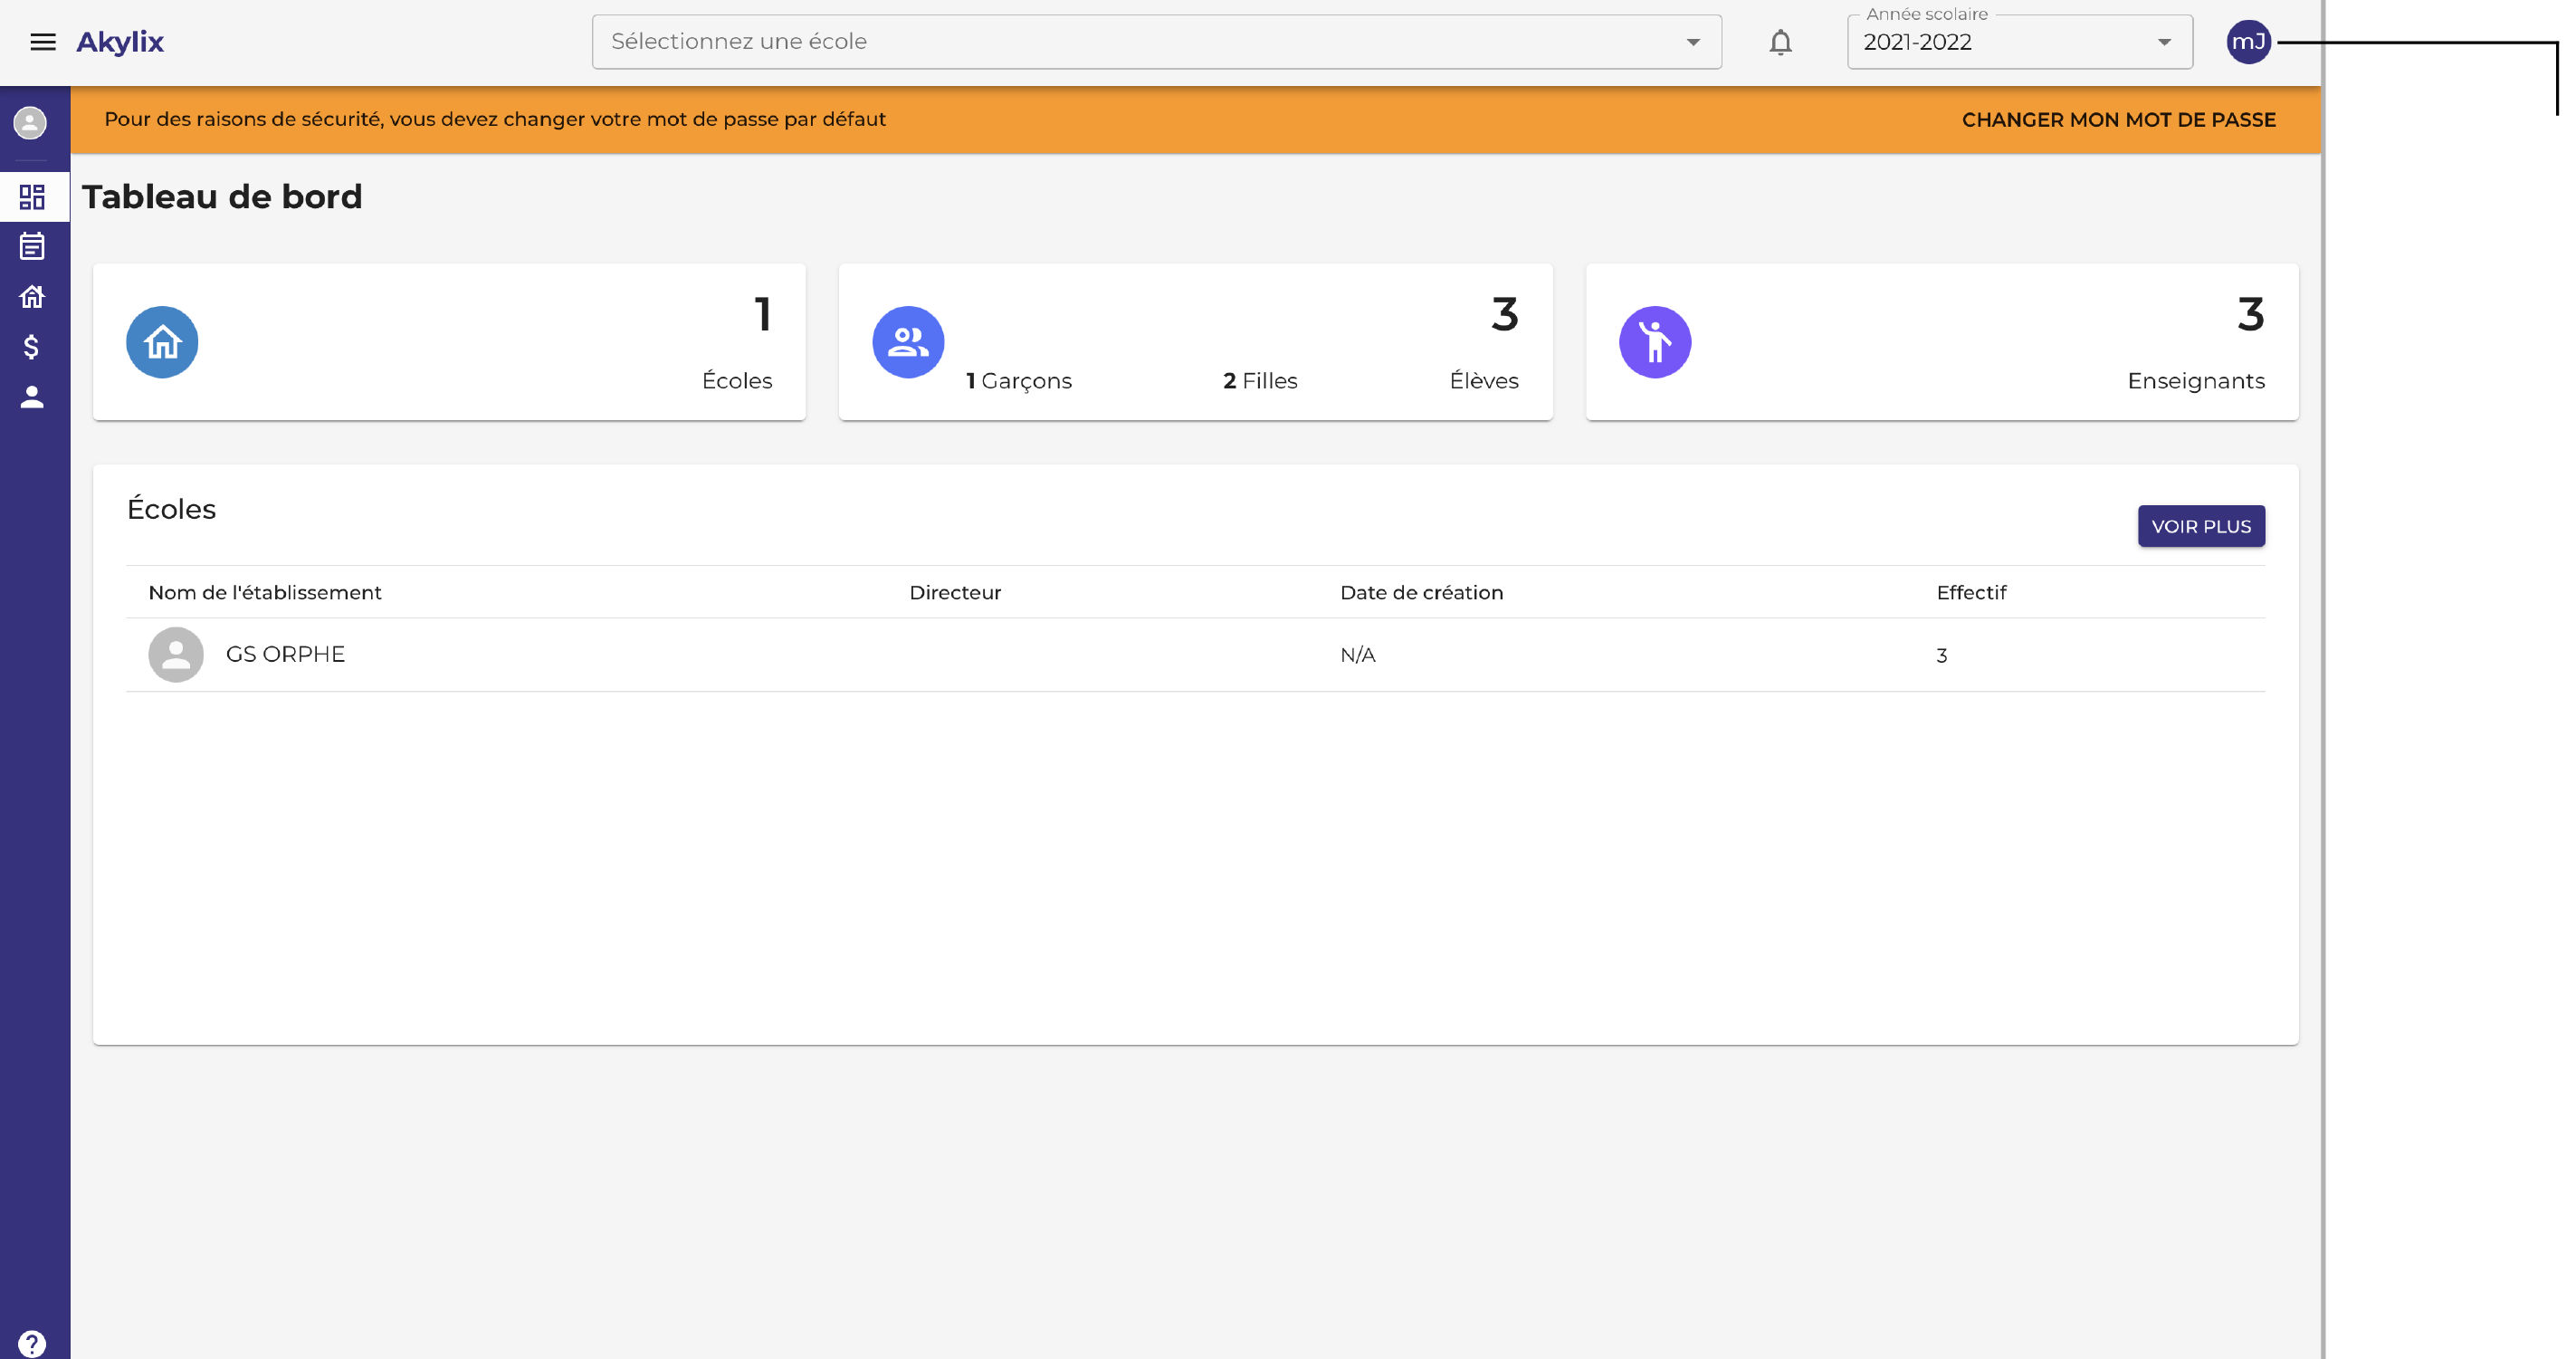 Akylix
Sélectionnez une école
Année scolaire
2021-2022
mJ
Pour des raisons de sécurité, vous devez changer votre mot de passe par défaut
CHANGER MON MOT DE PASSE
Tableau de bord
1
Écoles
3
1 Garçons
2 Filles
Élèves
3
Enseignants
Écoles
VOIR PLUS
Nom de l'établissement Directeur Date de création Effectif
GS ORPHE N/A 3